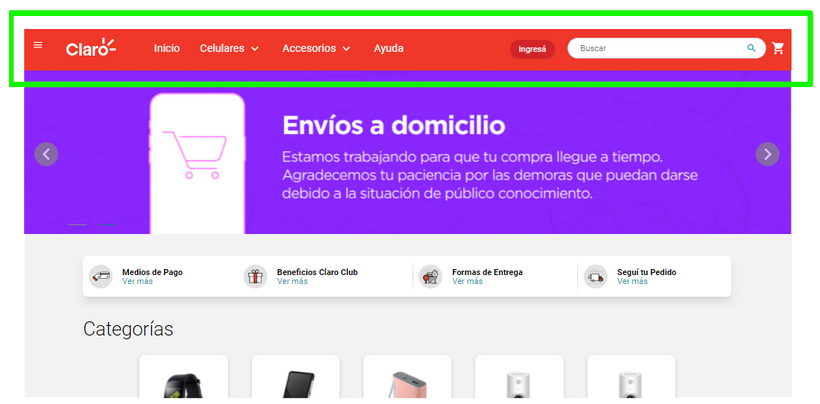 Claro
Inicio
Celulares
Accesorios
Ayuda
Ingresá
Buscar
Envíos a domicilio
Estamos trabajando para que tu compra llegue a tiempo.
Agradecemos tu paciencia por las demoras que puedan darse
debido a la situación de público conocimiento.
Medios de Pago
Ver más
Beneficios Claro Club
Ver más
Formas de Entrega
Ver más
Seguí tu Pedido
Ver más
Categorías